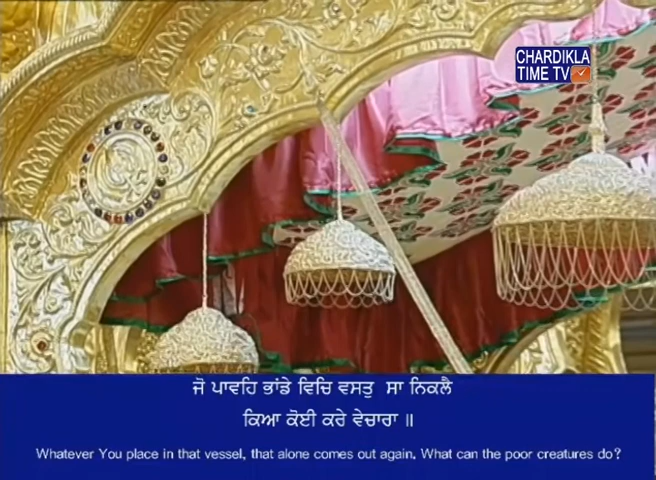 CHARDIKLA
TIME TV
ਜੋ ਪਾਵਹਿ ਭਾਂਡੇ ਵਿਚਿ ਵਸਤੁ ਸਾ ਨਿਕਲੈ
ਕਿਆ ਕੋਈ ਕਰੇ ਵੇਚਾਰਾ ॥
Whatever You place in that vessel, that alone comes out again. What can the poor creatures do?